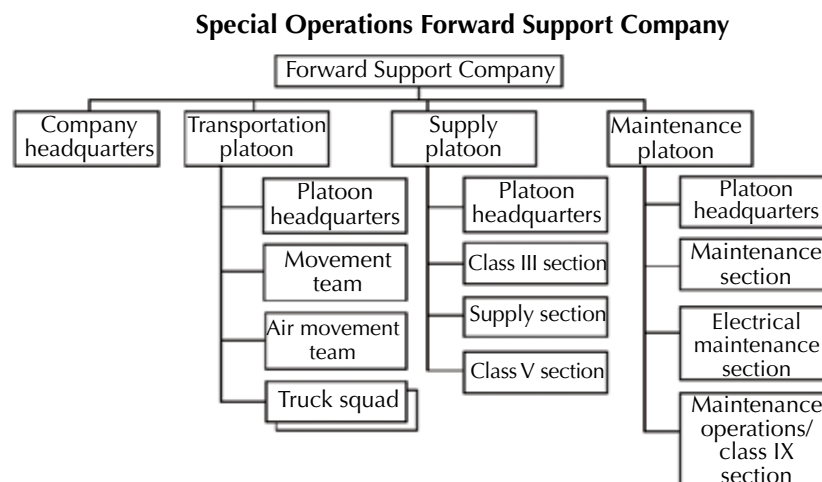 Special Operations Forward Support Company
Forward Support Company
Company
headquarters
Transportation
platoon
Platoon
headquarters
Movement
team
Air movement
team
Truck squad
Supply
platoon
Platoon
headquarters
Class III section
Supply section
Class V section
Maintenance
platoon
Platoon
headquarters
Maintenance
section
Electrical
maintenance
section
Maintenance
operations/
class IX
section